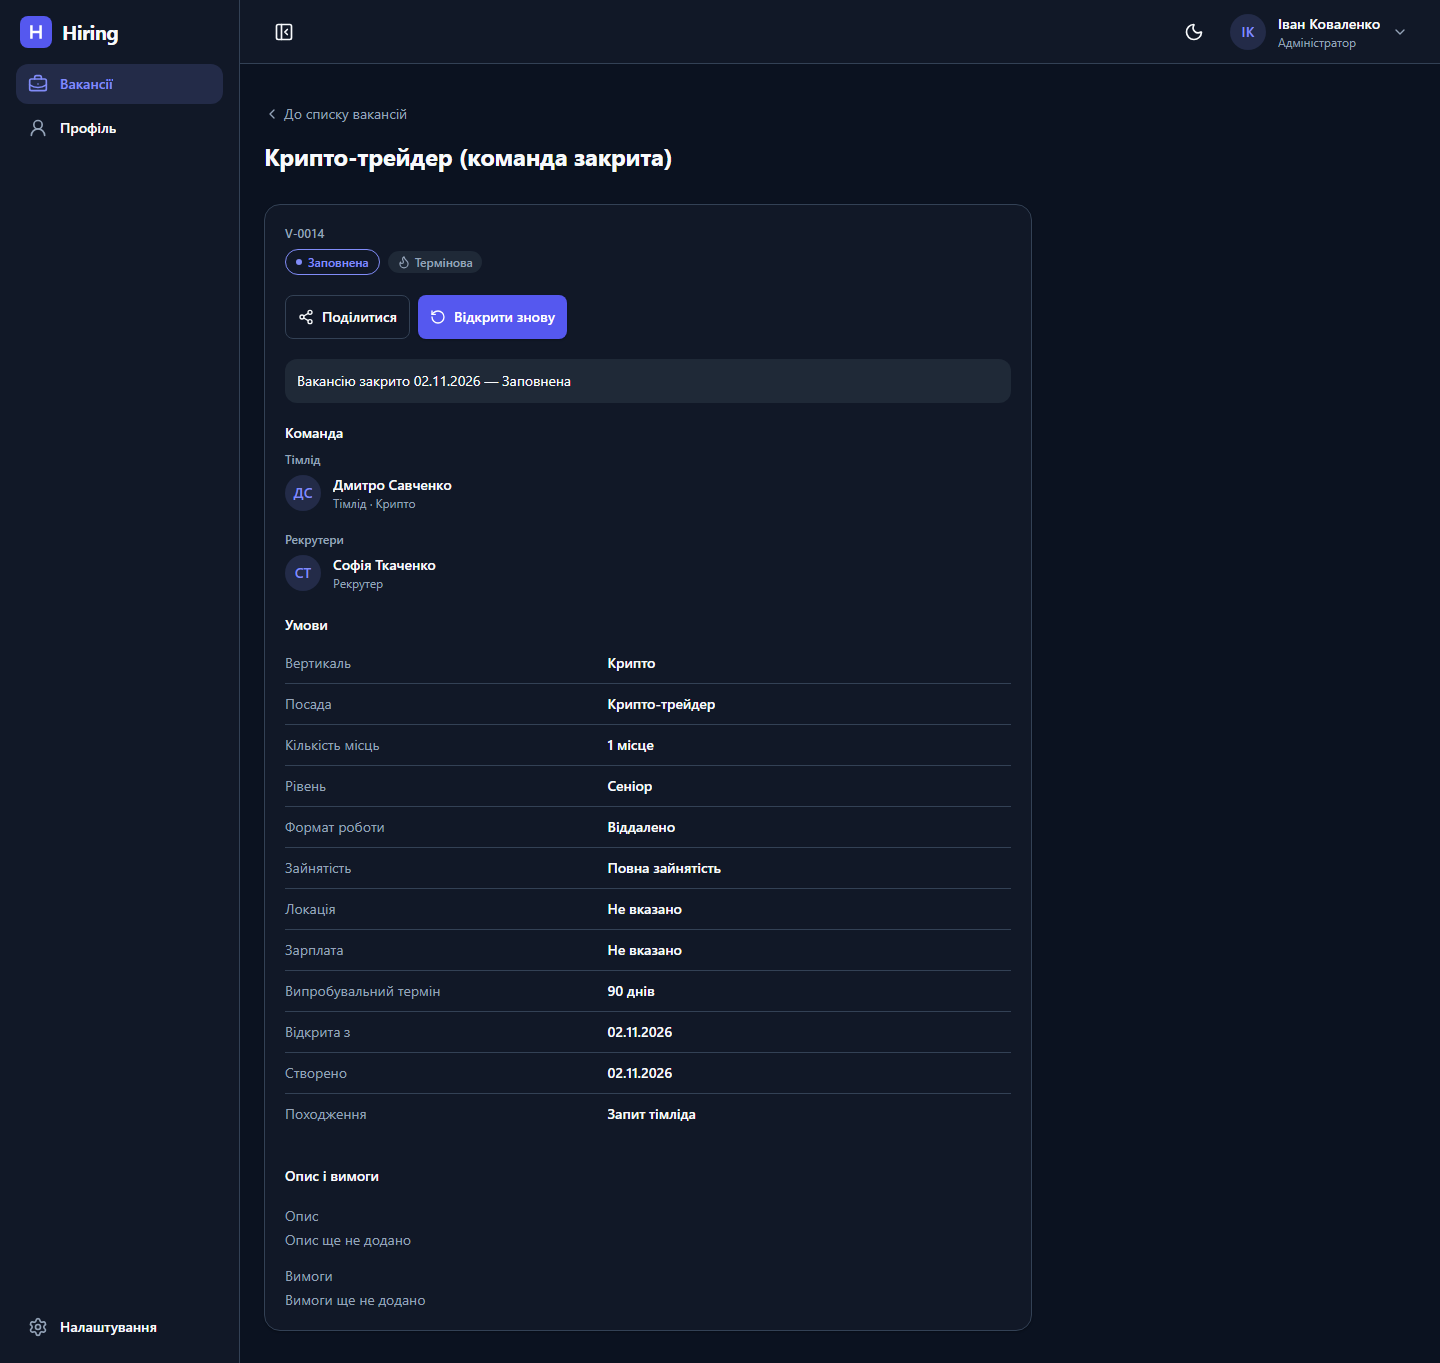 H Hiring
Вакансії
Профіль
Налаштування
ІК
Іван Коваленко
Адміністратор
До списку вакансій
Крипто-трейдер (команда закрита)
V-0014
Заповнена
Термінова
Поділитися
Відкрити знову
Вакансію закрито 02.11.2026 — Заповнена
Команда
Тімлід
ДС
Дмитро Савченко
Тімлід · Крипто
Рекрутери
СТ
Софія Ткаченко
Рекрутер
Умови
Вертикаль Крипто
Посада Крипто-трейдер
Кількість місць 1 місце
Рівень Сеніор
Формат роботи Віддалено
Зайнятість Повна зайнятість
Локація Не вказано
Зарплата Не вказано
Випробувальний термін 90 днів
Відкрита з 02.11.2026
Створено 02.11.2026
Походження Запит тімліда
Опис і вимоги
Опис
Опис ще не додано
Вимоги
Вимоги ще не додано